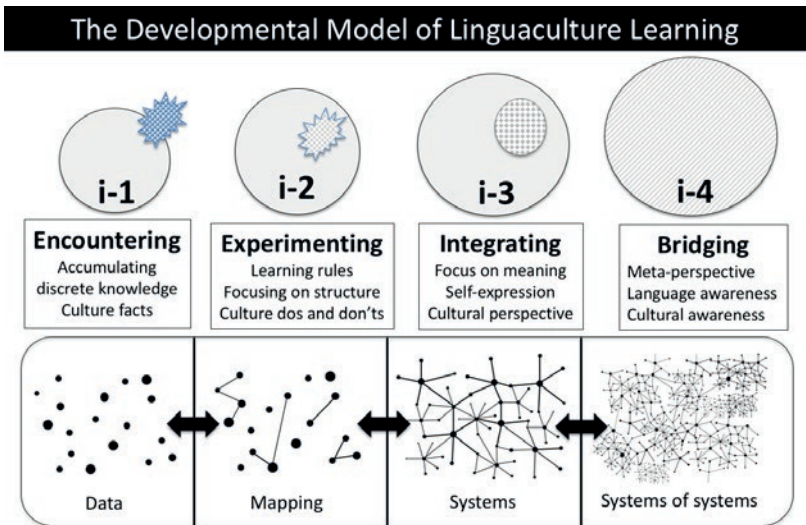 The Developmental Model of Linguaculture Learning
i-1
i-2
i-3
i-4
Encountering
Accumulating
discrete knowledge
Culture facts
Experimenting
Learning rules
Focusing on structure
Culture dos and don'ts
Integrating
Focus on meaning
Self-expression
Cultural perspective
Bridging
Meta-perspective
Language awareness
Cultural awareness
Data
Mapping
Systems
Systems of systems